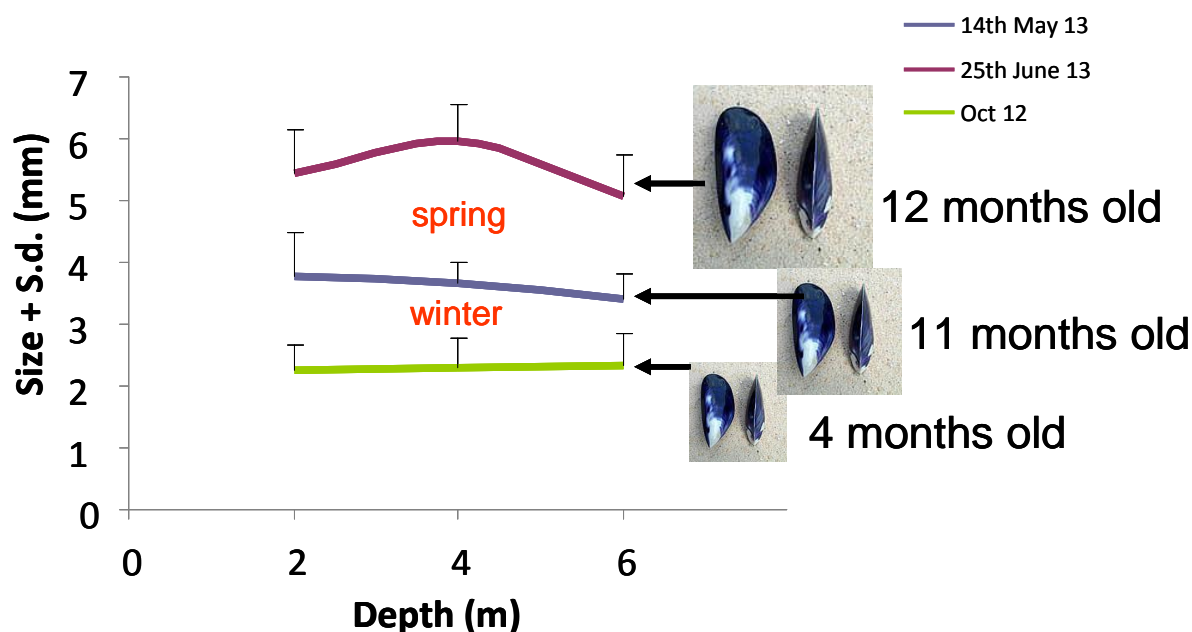 14th May 13
25th June 13
Oct 12
7
6
5
4
3
2
1
0
Size + S.d. (mm)
spring
winter
12 months old
11 months old
4 months old
0 2 4 6
Depth (m)